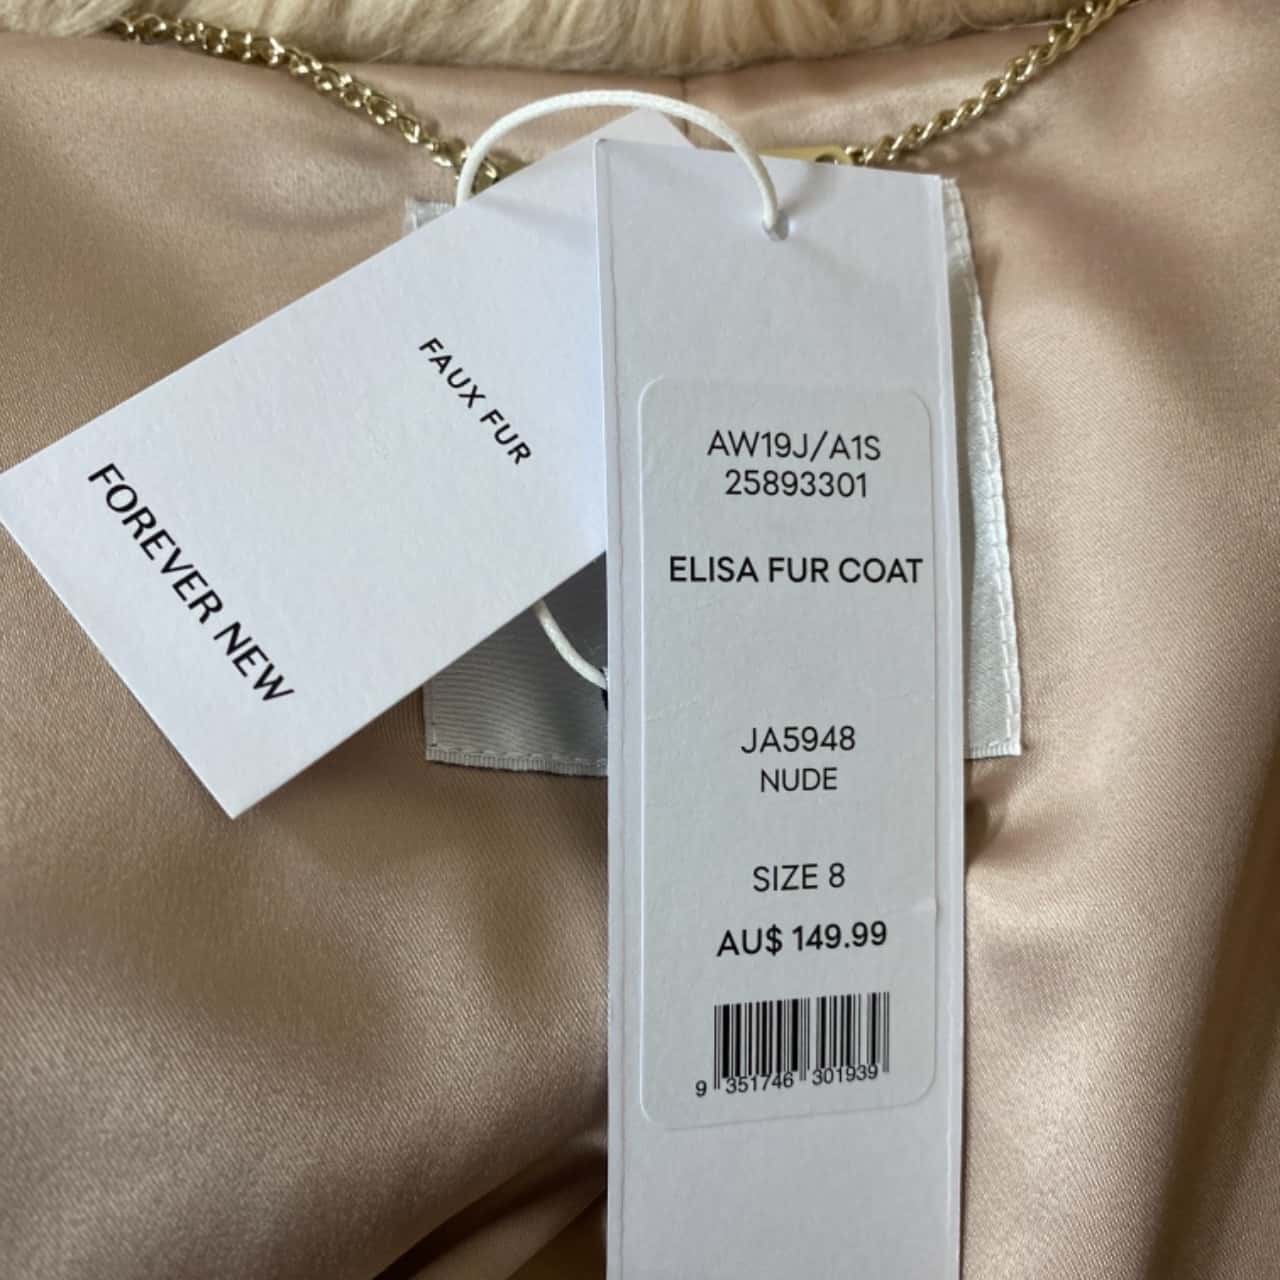 FAUX FUR
FOREVER NEW
AW19J/A1S
25893301
ELISA FUR COAT
JA5948
NUDE
SIZE 8
AU$ 149.99
9 351746 301939